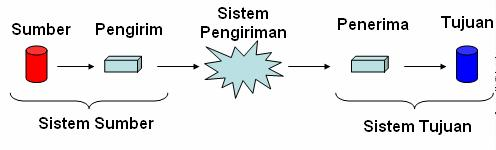 Sumber
Pengirim
Sistem
Pengiriman
Penerima
Tujuan
Sistem Sumber
Sistem Tujuan